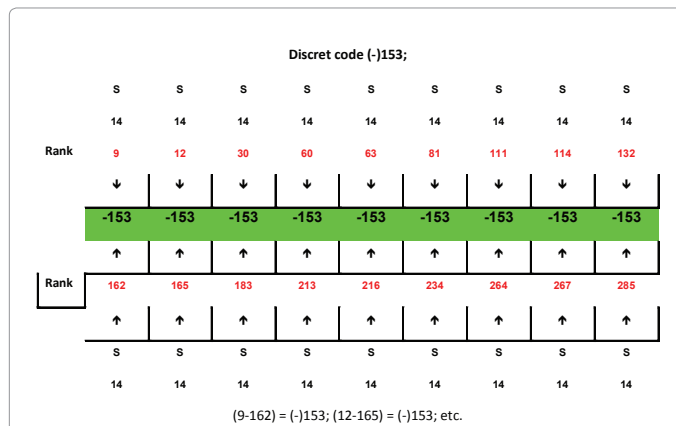 Discret code (-)153;
S S S S S S S S S
14 14 14 14 14 14 14 14 14
Rank 9 12 30 60 63 81 111 114 132
-153 -153 -153 -153 -153 -153 -153 -153 -153
Rank 162 165 183 213 216 234 264 267 285
S S S S S S S S S
14 14 14 14 14 14 14 14 14
(9-162) = (-)153; (12-165) = (-)153; etc.